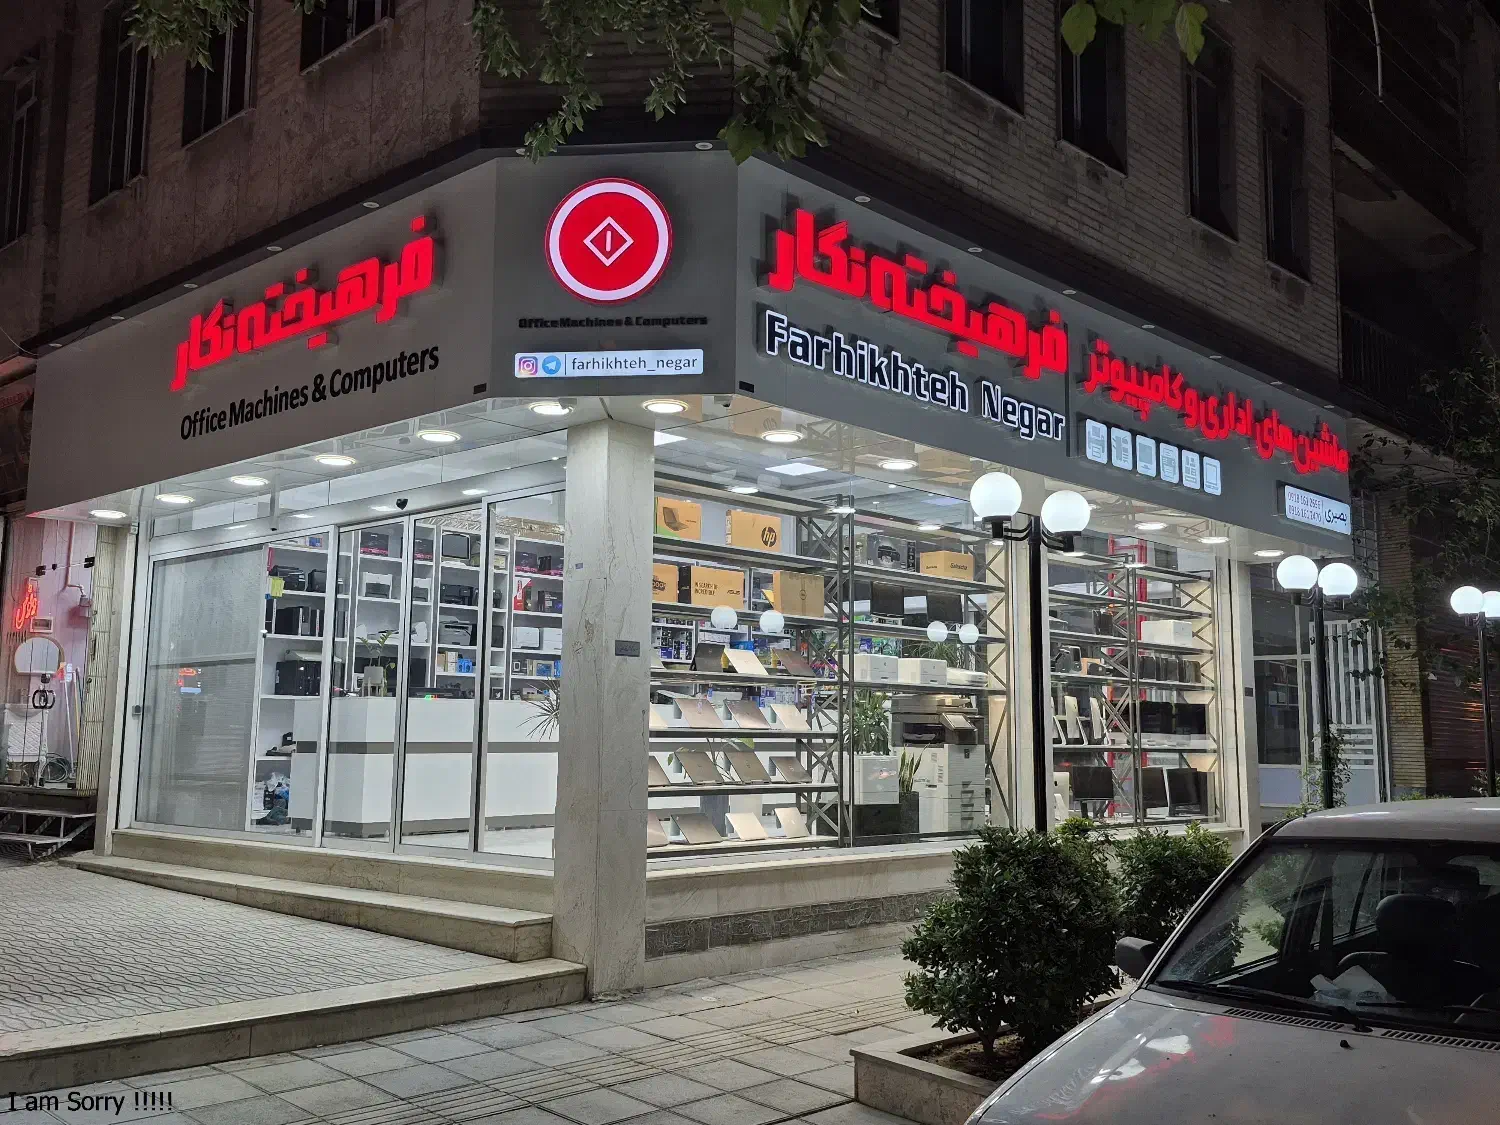 فرهیخته نگار
Office Machines & Computers
Office Machines & Computers
farhikhteh_negar
فرهیخته نگار
Farhikhteh Negar
ماشین های اداری و کامپیوتر
نصیری
hp
I am Sorry !!!!!